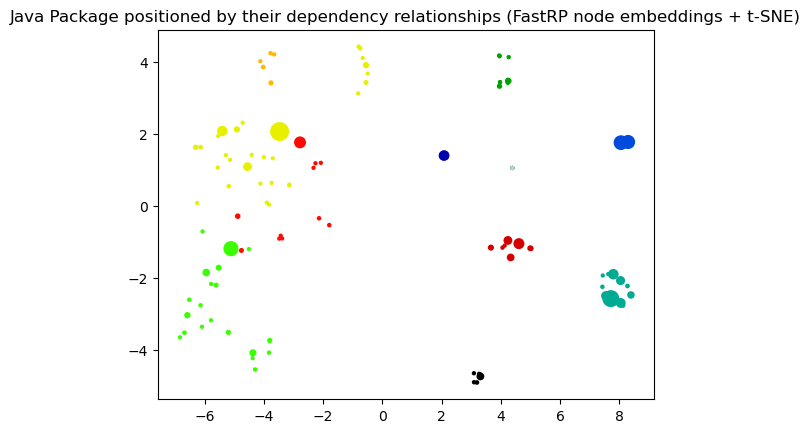 Java Package positioned by their dependency relationships (FastRP node embeddings + t-SNE)
4
2
0
−2
−4
−6 −4 −2 0 2 4 6 8